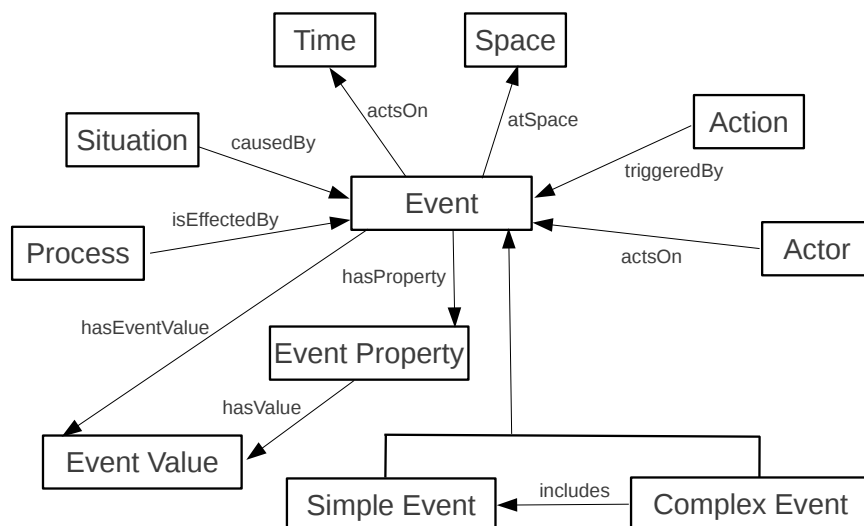 Time
Space
actsOn
atSpace
Action
Situation
causedBy
triggeredBy
Event
isEffectedBy
Process
actsOn
Actor
hasProperty
hasEventValue
Event Property
hasValue
Event Value
Simple Event
includes
Complex Event